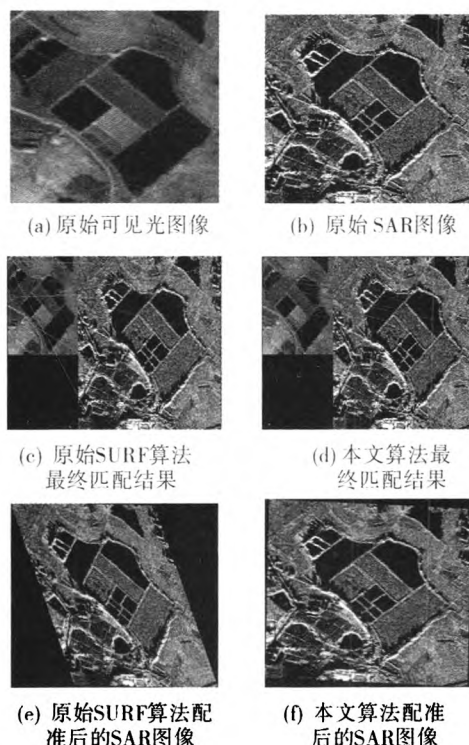 (a)原始可见光图像
(b) 原始 SAR图像
(c) 原始SURF算法
最终匹配结果
(d)本文算法最
终匹配结果
(e) 原始SURF算法配
准后的SAR图像
(f) 本文算法配准
后的SAR图像